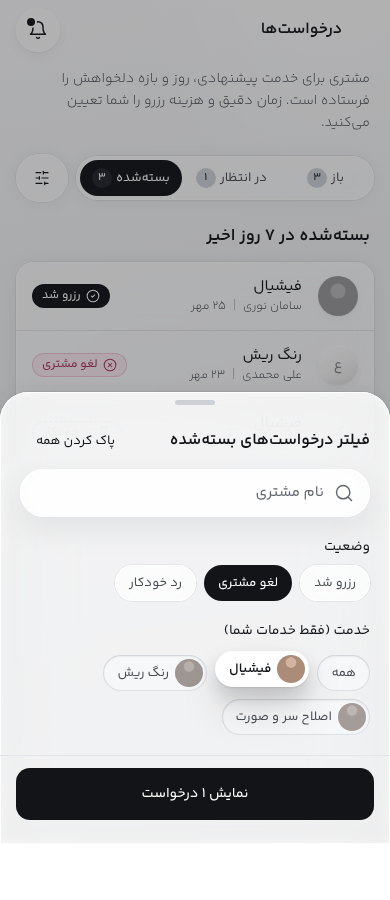 درخواست‌ها
مشتری برای خدمت پیشنهادی، روز و بازه دلخواهش را
فرستاده است. زمان دقیق و هزینه رزرو را شما تعیین
می‌کنید.
باز ۳
در انتظار ۱
بسته‌شده ۳
بسته‌شده در ۷ روز اخیر
فیشیال
سامان نوری | ۲۵ مهر
رزرو شد
رنگ ریش
ع
علی محمدی | ۲۳ مهر
لغو مشتری
فیلتر درخواست‌های بسته‌شده
پاک کردن همه
نام مشتری
وضعیت
رزرو شد
لغو مشتری
رد خودکار
خدمت (فقط خدمات شما)
همه
فیشیال
رنگ ریش
اصلاح سر و صورت
نمایش ۱ درخواست